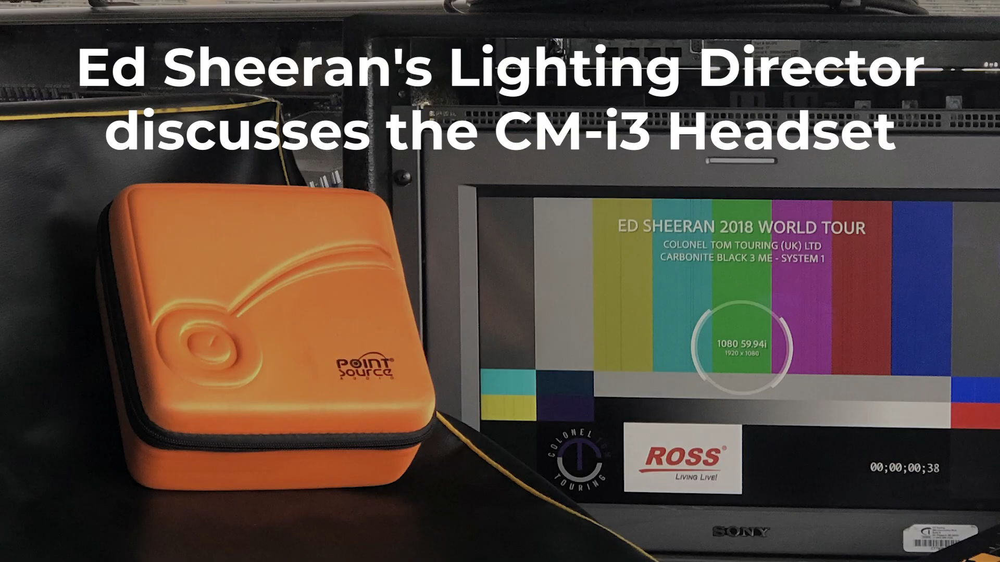 Ed Sheeran's Lighting Director
discusses the CM-i3 Headset
ED SHEERAN 2018 WORLD TOUR
COLONEL TOM TOURING (UK) LTD
CARBONITE BLACK 3 ME - SYSTEM 1
1080 59.94i
1920 x 1080
POINT®
SOURCE
AUDIO
COLONEL TOM
TOURING
ROSS®
LIVING LIVE!
00;00;00;38
SONY